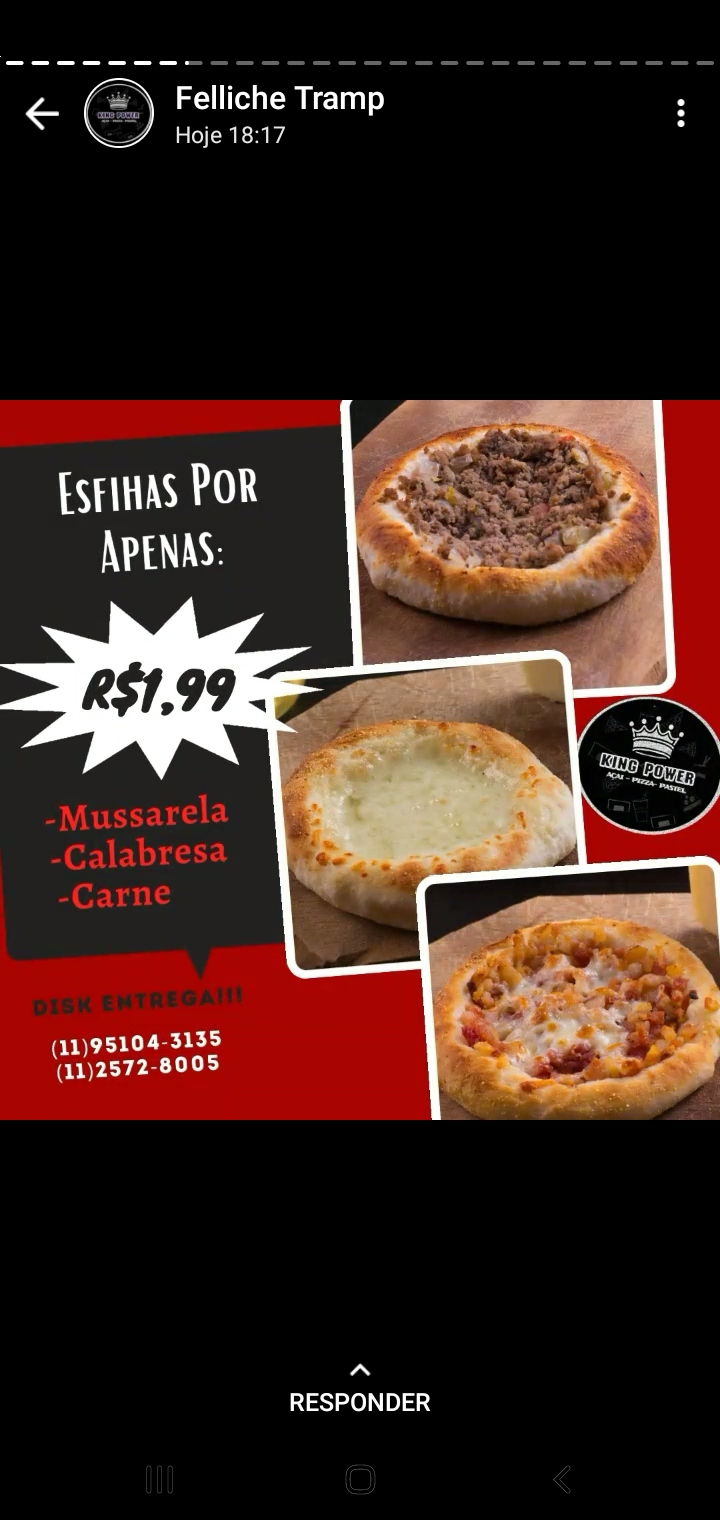 Felliche Tramp
Hoje 18:17
ESFIHAS POR
APENAS:
R$1,99
-Mussarela
-Calabresa
-Carne
DISK ENTREGA!!!
(11)95104-3135
(11)2572-8005
KING POWER
AÇAI - PIZZA- PASTEL
RESPONDER